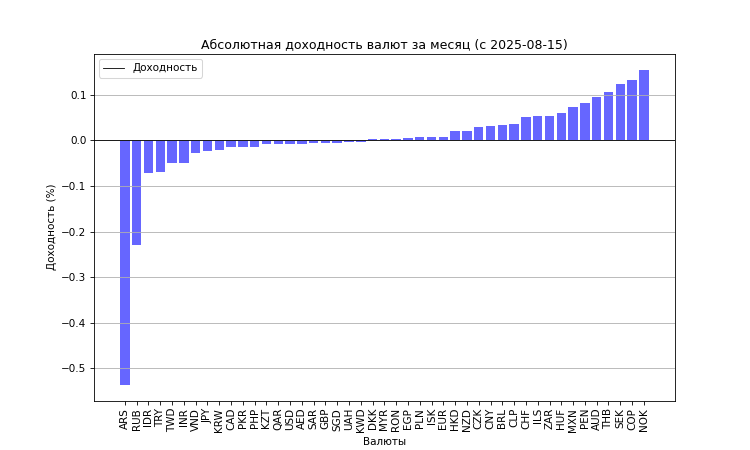 Абсолютная доходность валют за месяц (с 2025-08-15)
Доходность
0.1
0.0
−0.1
−0.2
−0.3
−0.4
−0.5
Доходность (%)
ARS RUB IDR TRY TWD INR VND JPY KRW CAD PKR PHP KZT QAR USD AED SAR GBP SGD UAH KWD DKK MYR RON EGP PLN ISK EUR HKD NZD CZK CNY BRL CLP CHF ILS ZAR HUF MXN PEN AUD THB SEK COP NOK
Валюты